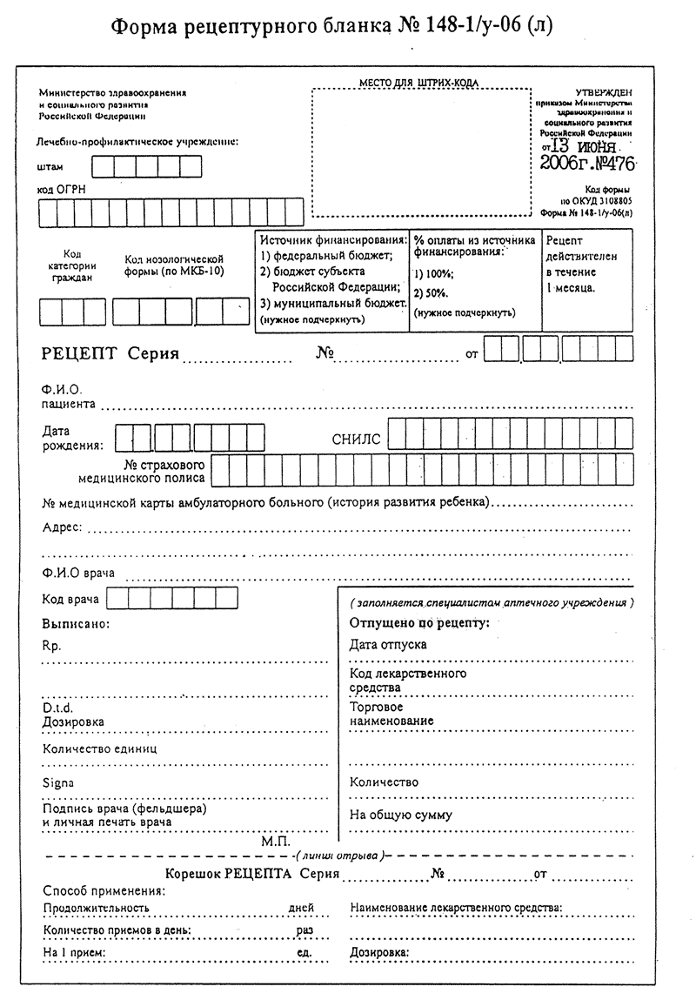 Форма рецептурного бланка № 148-1/у-06 (л)
Министерство здравоохранения
и социального развития
Российской Федерации
Лечебно-профилактическое учреждение:
штам
код ОГРН
МЕСТО ДЛЯ ШТРИХ-КОДА
УТВЕРЖДЕН
приказом Министерства
здравоохранения и
социального развития
Российской Федерации
от 13 ИЮНЯ.
2006г.№476
Код формы
по ОКУД 3108805
Форма № 148-1/у-06(л)
Код
категории
граждан
Код нозологической
формы (по МКБ-10)
Источник финансирования:
1) федеральный бюджет;
2) бюджет субъекта
Российской Федерации;
3) муниципальный бюджет.
(нужное подчеркнуть)
% оплаты из источника
финансирования:
1) 100%;
2) 50%.
(нужное подчеркнуть)
Рецепт
действителен
в течение
1 месяца.
РЕЦЕПТ Серия № от
Ф.И.О.
пациента
Дата
рождения:
СНИЛС
№ страхового
медицинского полиса
№ медицинской карты амбулаторного больного (история развития ребенка)
Адрес:
Ф.И.О врача
Код врача
Выписано:
Rp.
D.t.d.
Дозировка
Количество единиц
Signa
Подпись врача (фельдшера)
и личная печать врача
М.П.
(заполняется специалистом аптечного учреждения)
Отпущено по рецепту:
Дата отпуска
Код лекарственного
средства
Торговое
наименование
Количество
На общую сумму
(линия отрыва)
Корешок РЕЦЕПТА Серия № от
Способ применения:
Продолжительность дней
Количество приемов в день: раз
На 1 прием: ед.
Наименование лекарственного средства:
Дозировка: